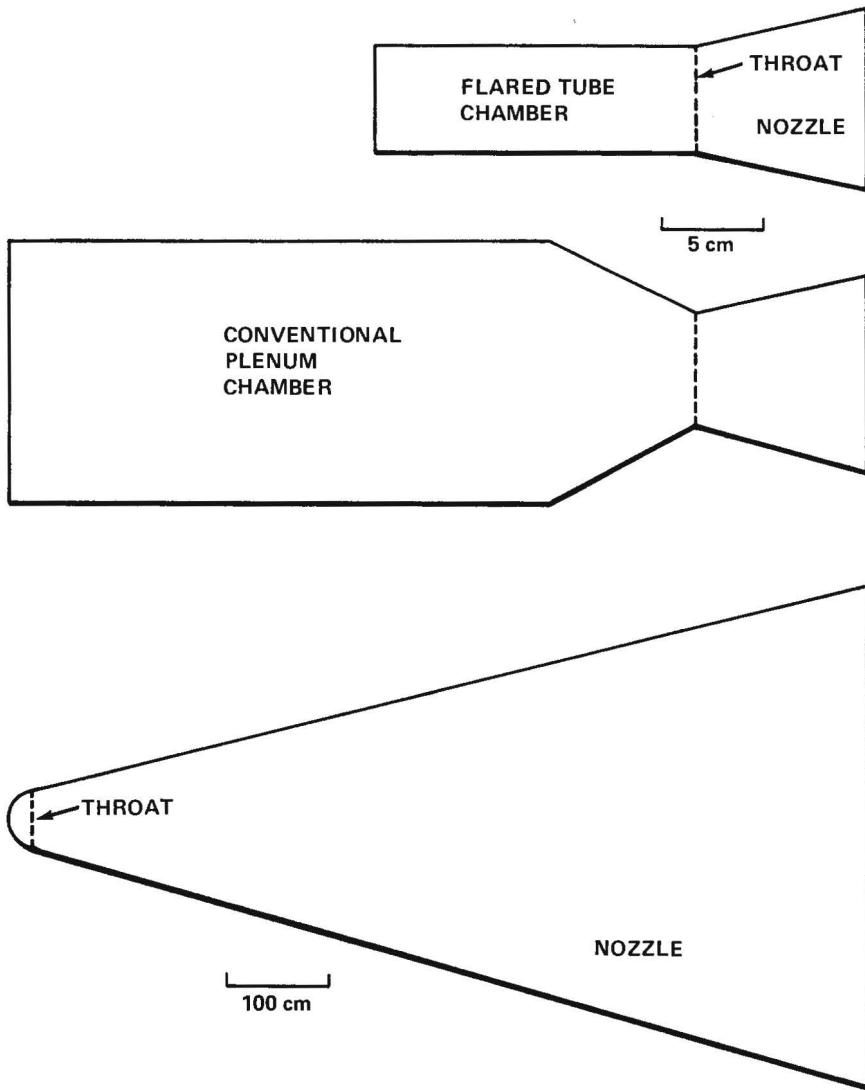 FLARED TUBE
CHAMBER
THROAT
NOZZLE
5 cm
CONVENTIONAL
PLENUM
CHAMBER
THROAT
NOZZLE
100 cm